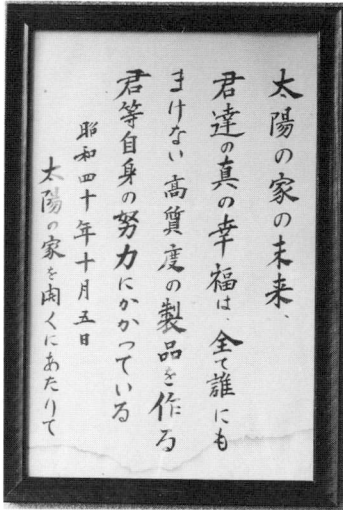 太陽の家の未来、
君達の真の幸福は、全て誰にも
まけない高質度の製品を作る
君等自身の努力にかかっている
昭和四十年十月五日
太陽の家を開くにあたりて